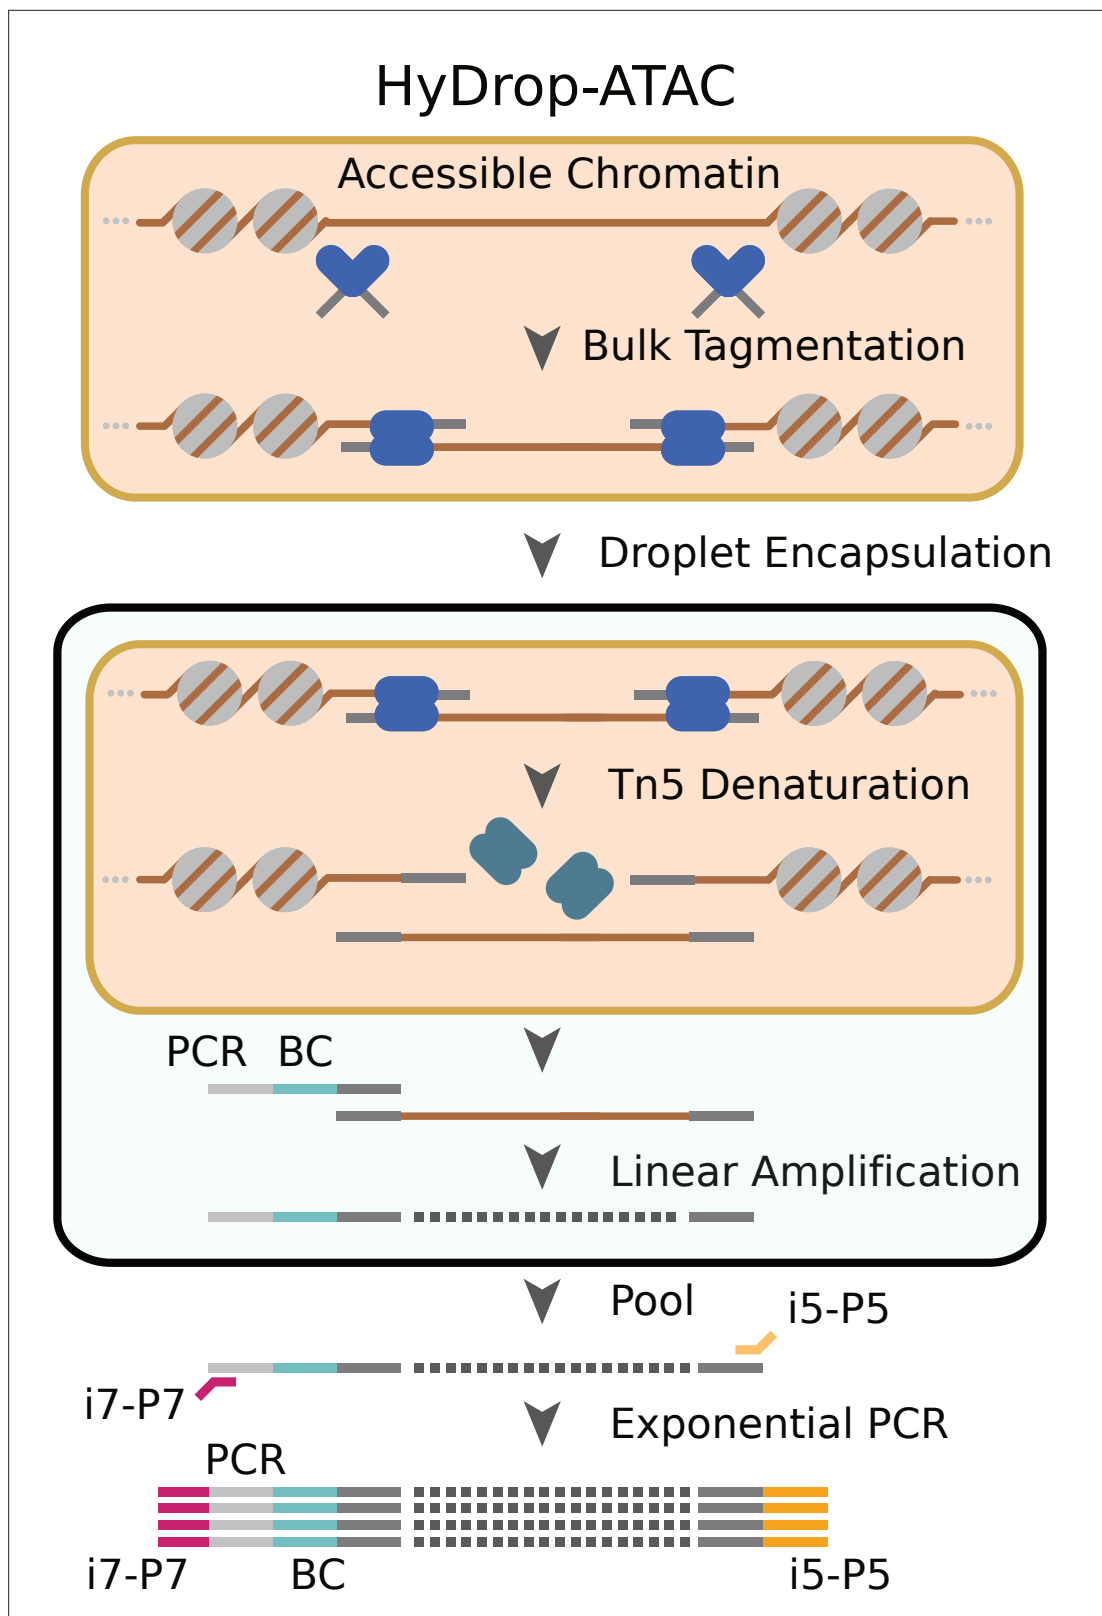 HyDrop-ATAC
Accessible Chromatin
Bulk Tagmentation
Droplet Encapsulation
Tn5 Denaturation
PCR BC
Linear Amplification
Pool
i5-P5
i7-P7
Exponential PCR
PCR
i7-P7 BC i5-P5